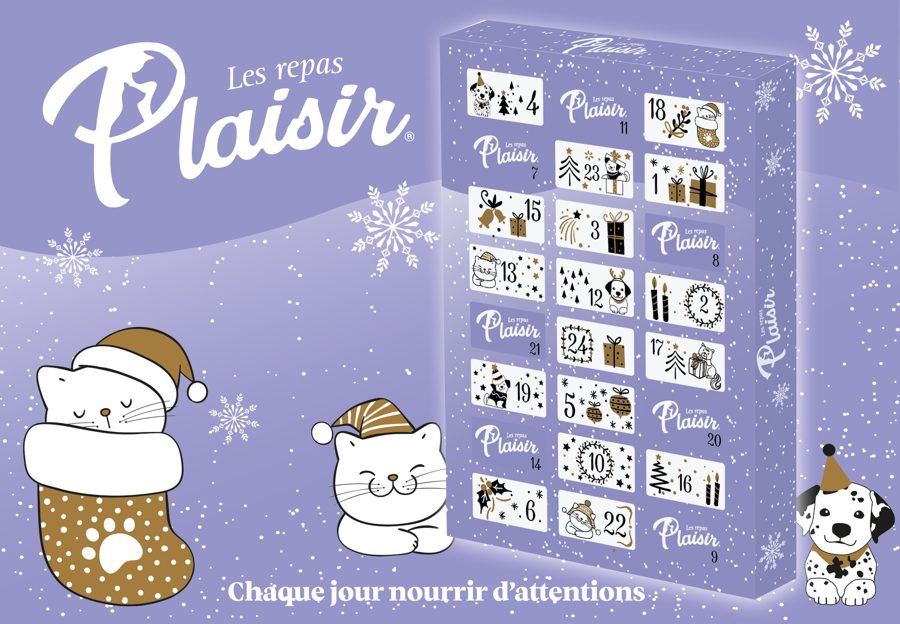 Les repas
Plaisir®
Les repas
Plaisir
4
Les repas
Plaisir
11
18
Les repas
Plaisir
7
23
1
15
3
Les repas
Plaisir
8
13
12
2
Les repas
Plaisir
21
24
17
19
5
Les repas
Plaisir
20
Les repas
Plaisir
14
10
16
6
22
Les repas
Plaisir
9
Les repas
Plaisir
Chaque jour nourrir d'attentions